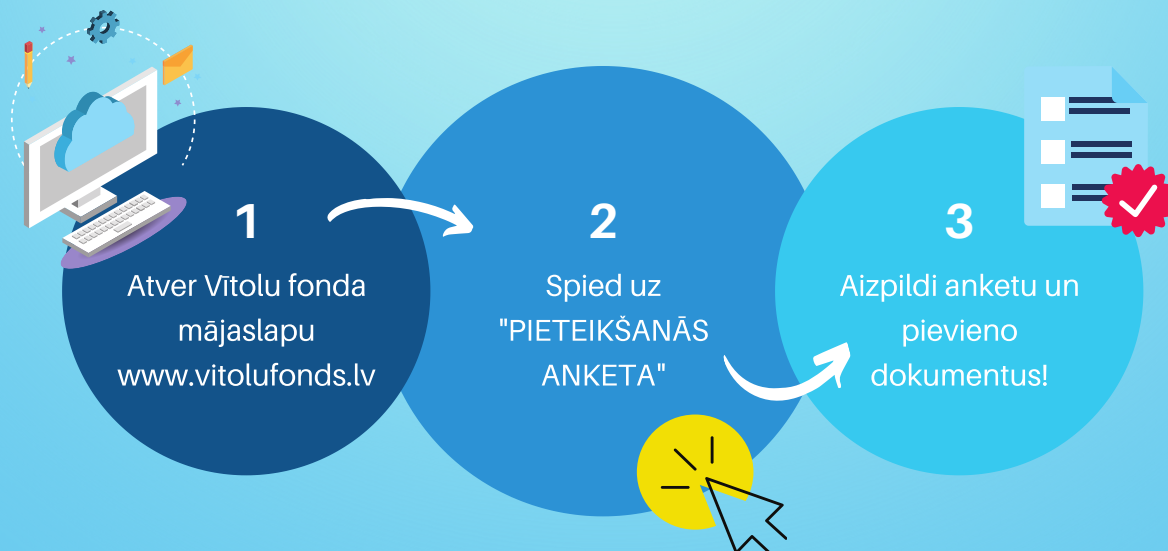 1
Atver Vītolu fonda
mājaslapu
www.vitolufonds.lv
2
Spied uz
"PIETEIKŠANĀS
ANKETA"
3
Aizpildi anketu un
pievieno
dokumentus!